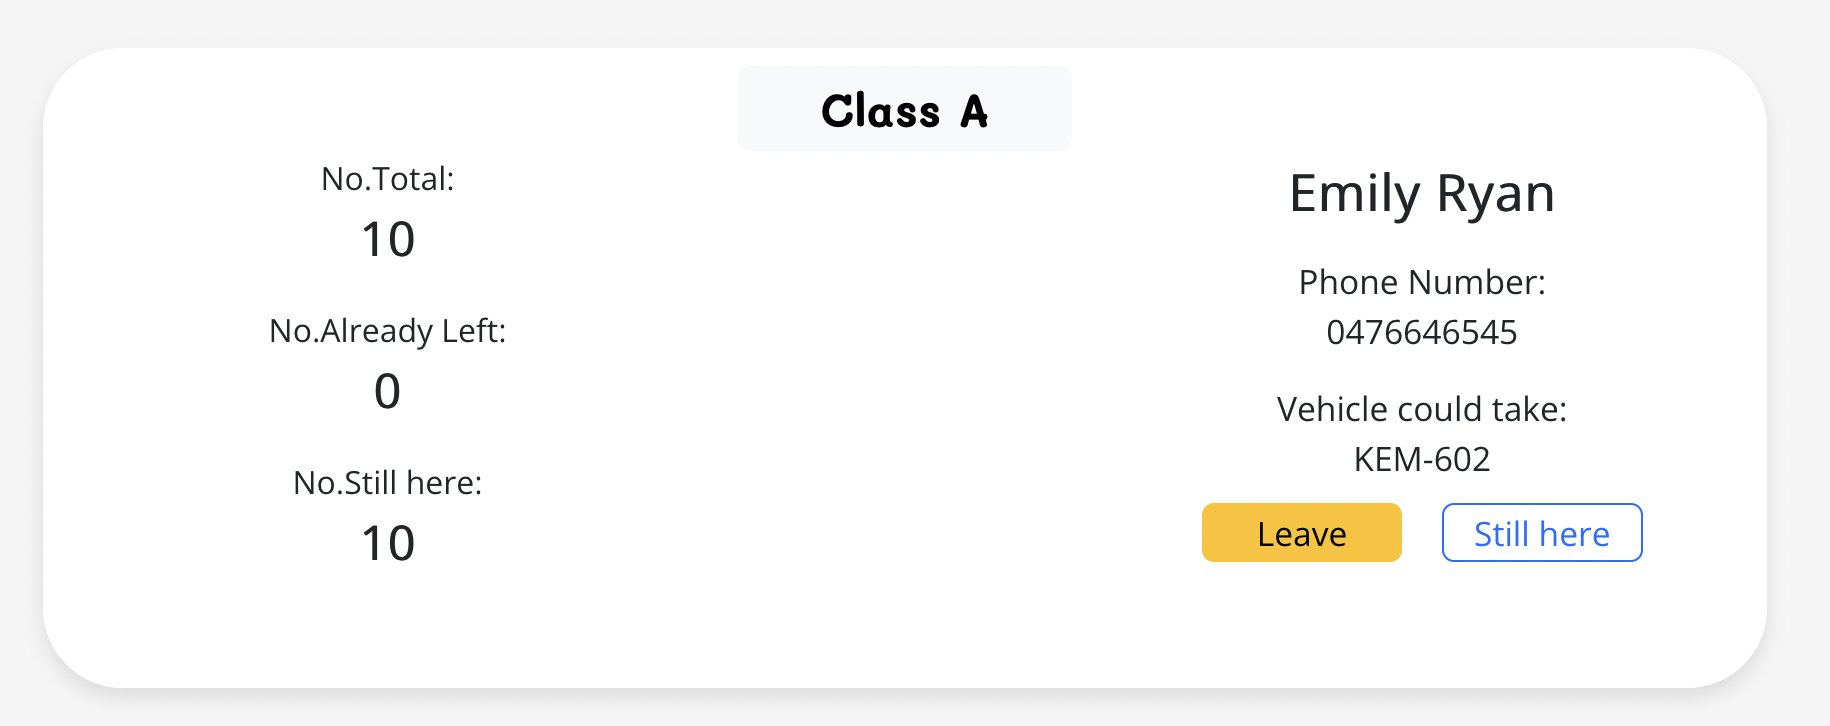 Class A
No.Total:
10
No.Already Left:
0
No.Still here:
10
Emily Ryan
Phone Number:
0476646545
Vehicle could take:
KEM-602
Leave
Still here